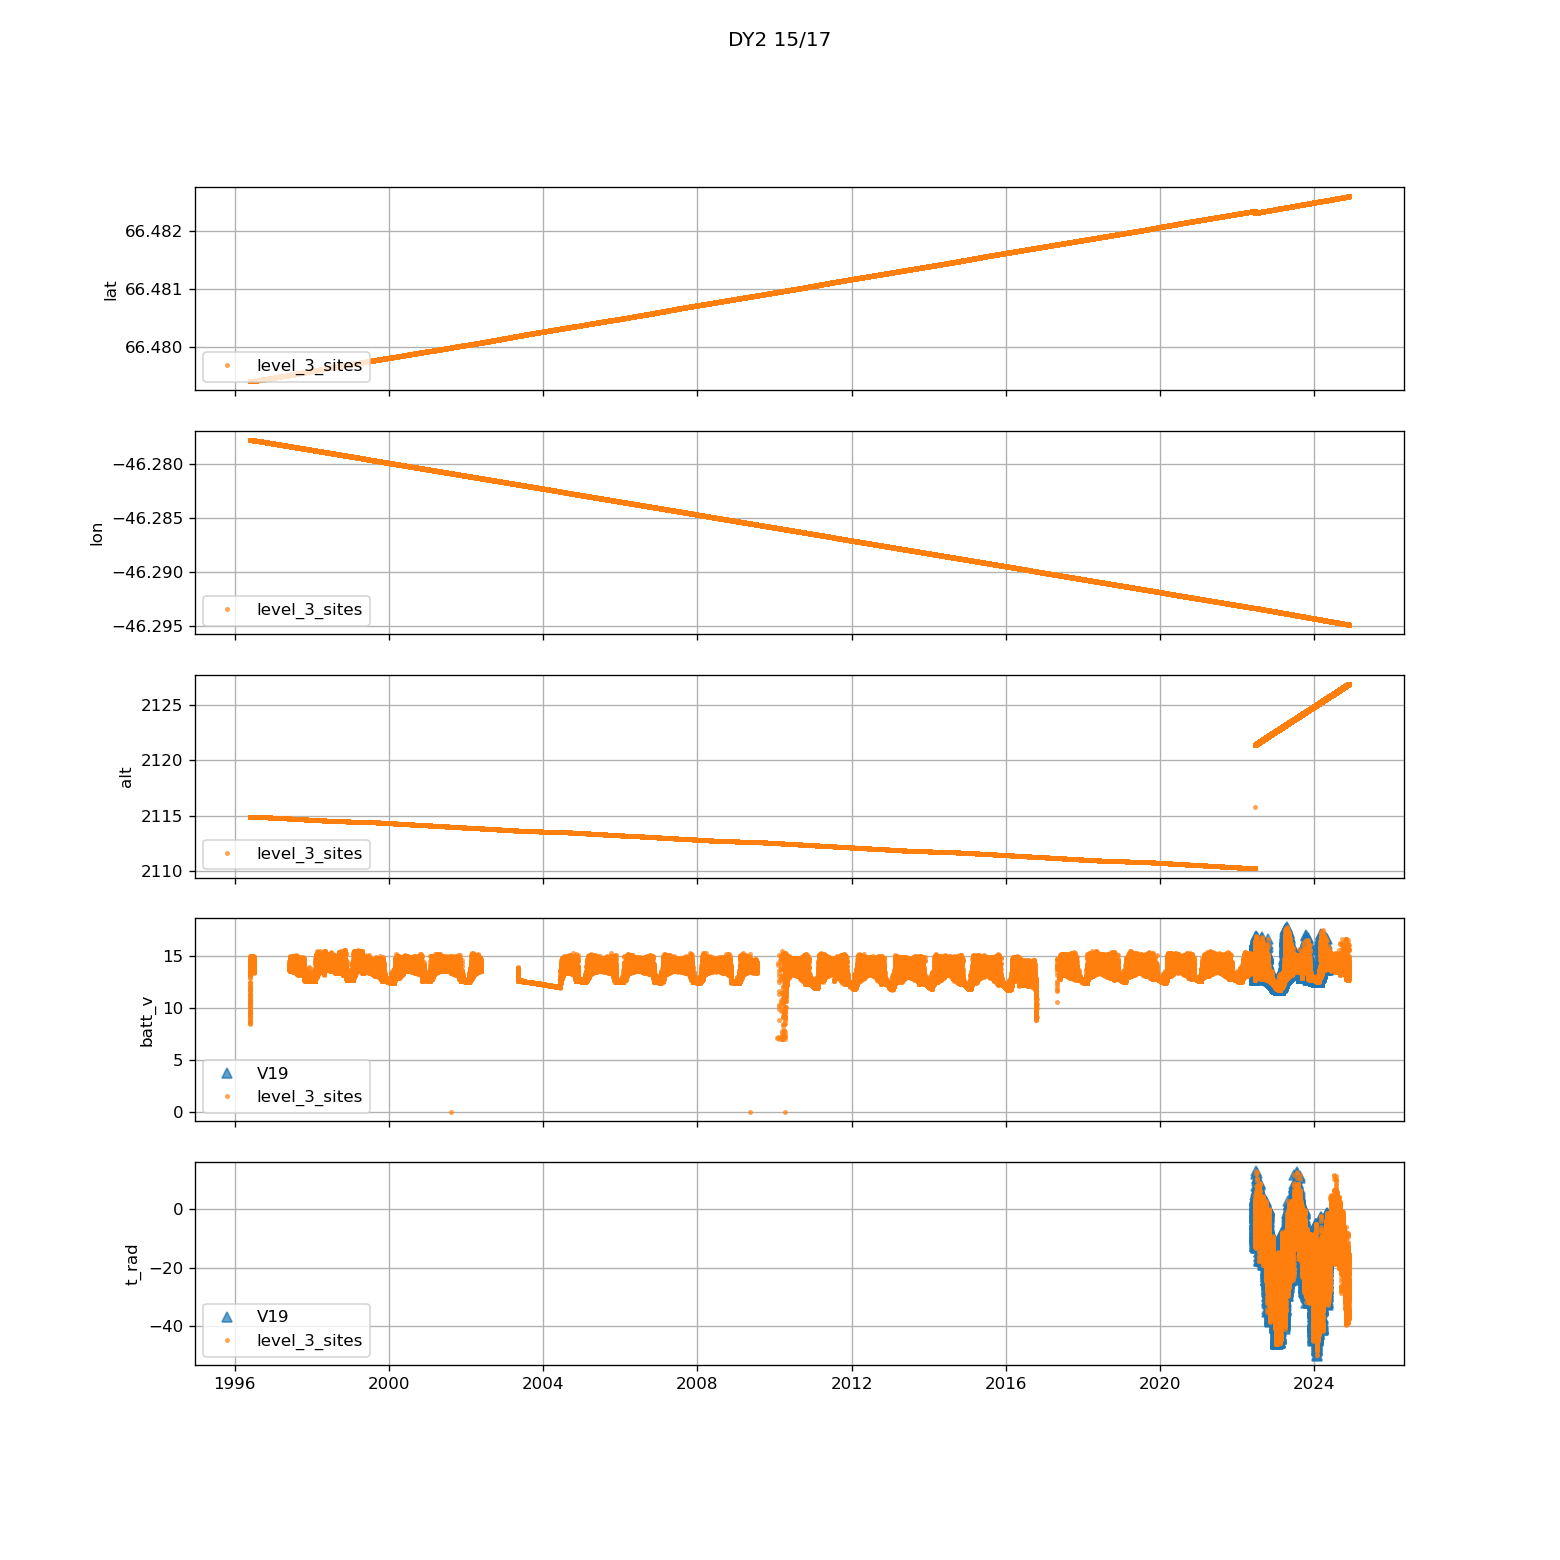 DY2 15/17
lat
66.482
66.481
66.480
level_3_sites
lon
−46.280
−46.285
−46.290
−46.295
level_3_sites
alt
2125
2120
2115
2110
level_3_sites
batt_v
15
10
5
0
V19
level_3_sites
t_rad
0
−20
−40
V19
level_3_sites
1996 2000 2004 2008 2012 2016 2020 2024